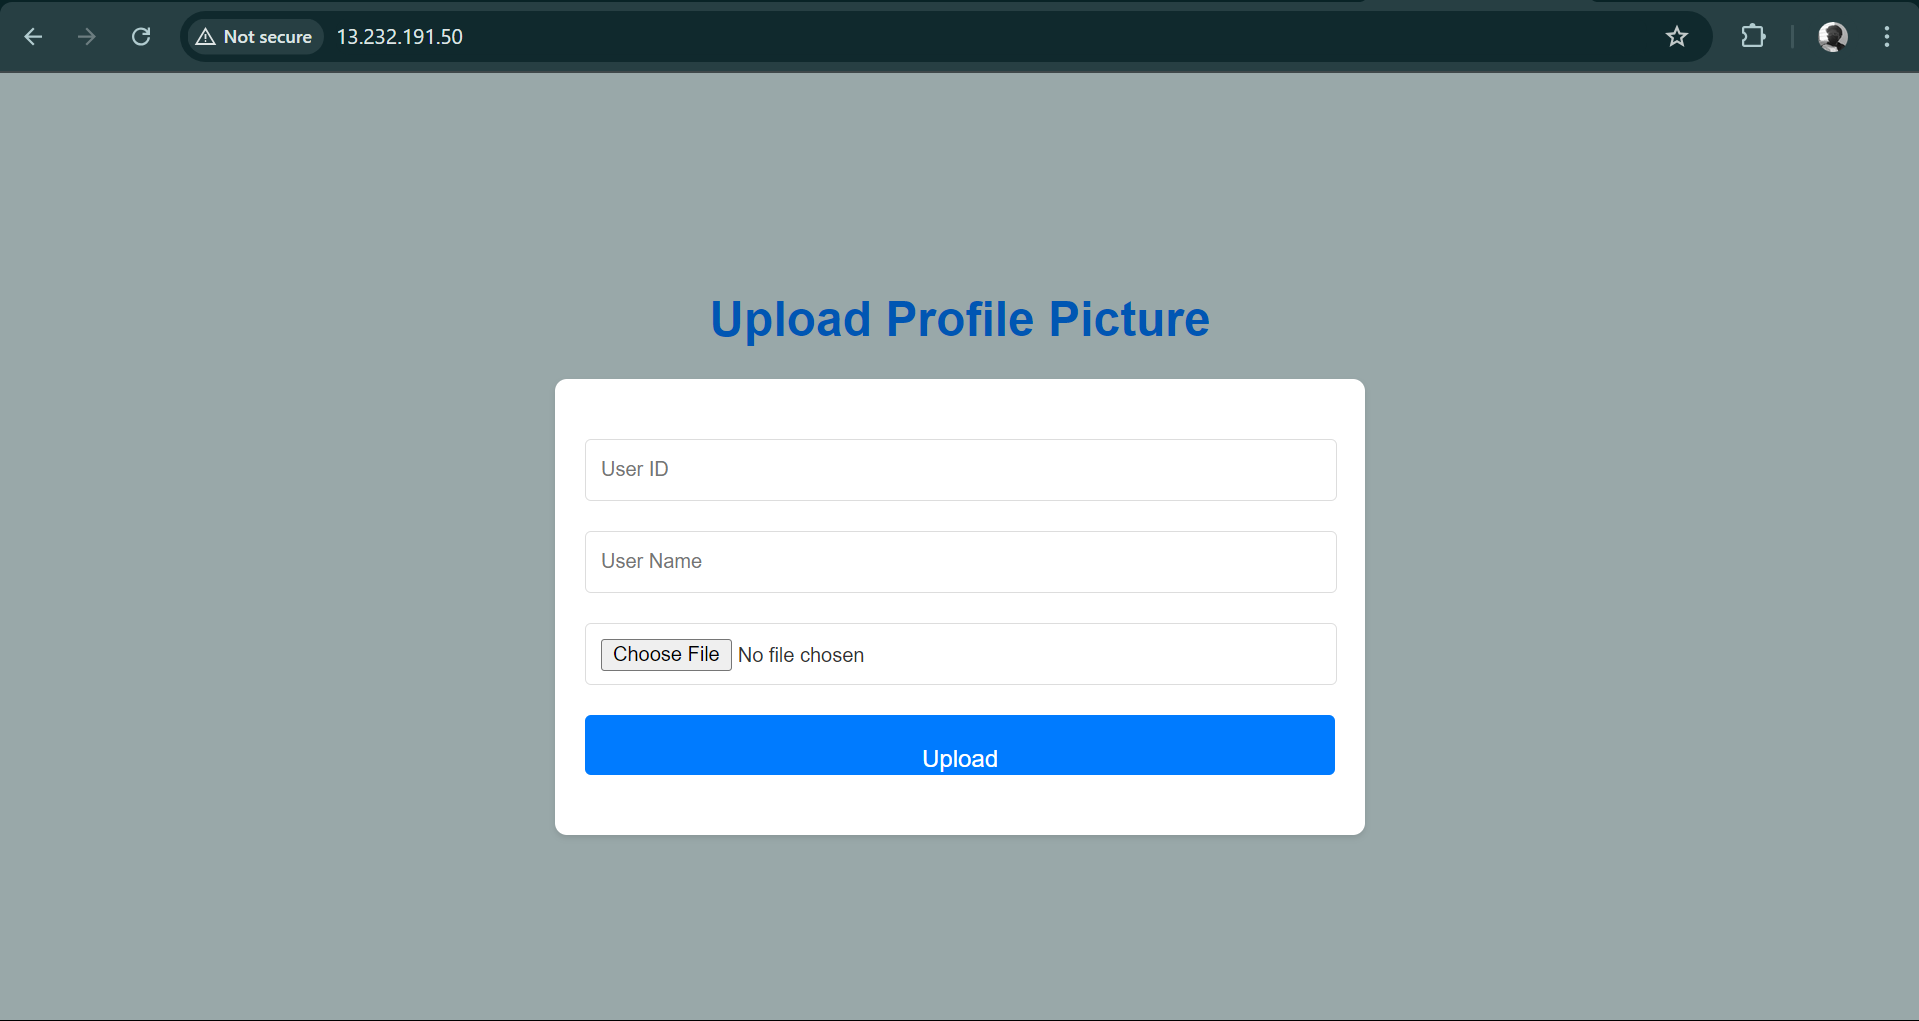 Not secure 13.232.191.50
Upload Profile Picture
User ID
User Name
Choose File No file chosen
Upload